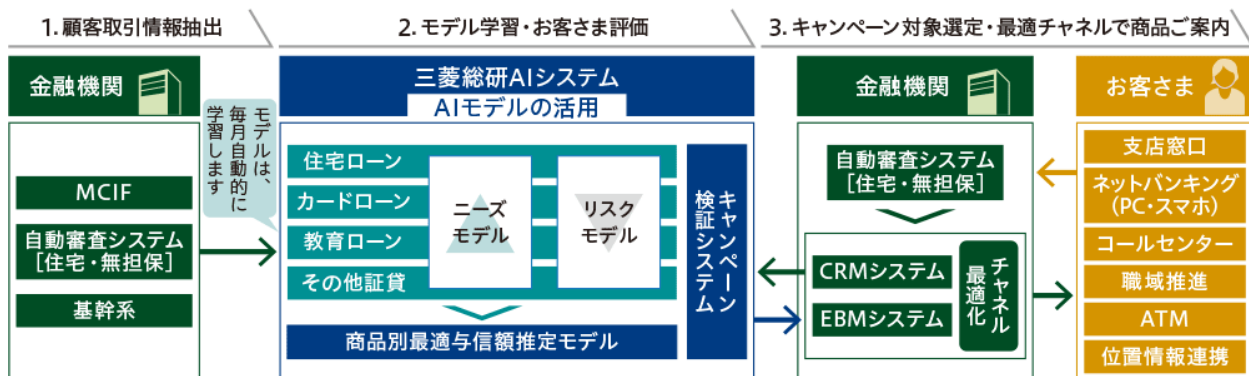 1. 顧客取引情報抽出
2. モデル学習・お客さま評価
3. キャンペーン対象選定・最適チャネルで商品ご案内
金融機関
MCIF
自動審査システム
[住宅・無担保]
基幹系
モデルは、
毎月自動的に
学習します
三菱総研AIシステム
AIモデルの活用
住宅ローン
カードローン
教育ローン
その他証貸
ニーズ
モデル
リスク
モデル
商品別最適与信額推定モデル
キャンペーン
検証システム
金融機関
自動審査システム
[住宅・無担保]
CRMシステム
EBMシステム
チャネル
最適化
お客さま
支店窓口
ネットバンキング
(PC・スマホ)
コールセンター
職域推進
ATM
位置情報連携